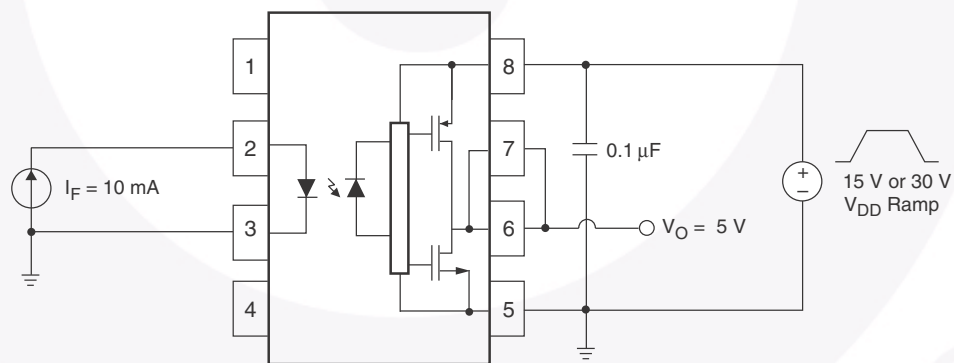 1
8
2
7
I_F = 10 mA
0.1 μF
+
–
15 V or 30 V
V_DD Ramp
3
6
V_O = 5 V
4
5